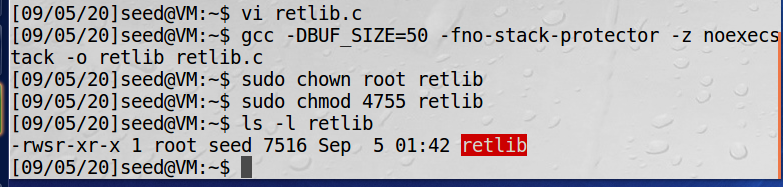 [09/05/20]seed@VM:~$ vi retlib.c
[09/05/20]seed@VM:~$ gcc -DBUF_SIZE=50 -fno-stack-protector -z noexecs
tack -o retlib retlib.c
[09/05/20]seed@VM:~$ sudo chown root retlib
[09/05/20]seed@VM:~$ sudo chmod 4755 retlib
[09/05/20]seed@VM:~$ ls -l retlib
-rwsr-xr-x 1 root seed 7516 Sep  5 01:42 retlib
[09/05/20]seed@VM:~$